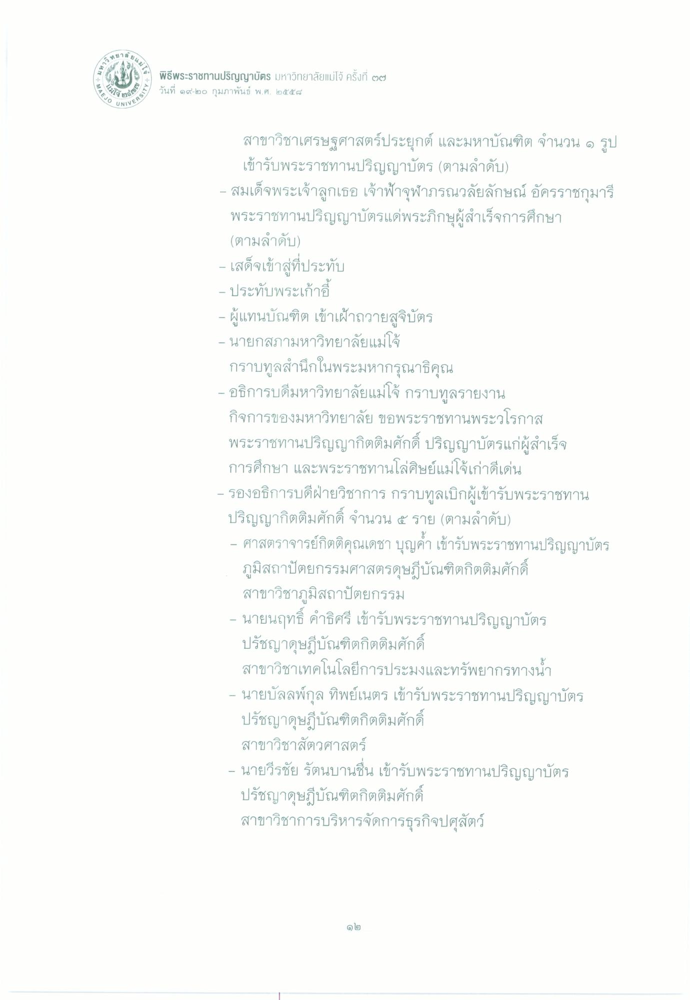 มหาวิทยาลัยแม่โจ้
แม่โจ้ ๒๔๗๗
MAEJO UNIVERSITY
พิธีพระราชทานปริญญาบัตร มหาวิทยาลัยแม่โจ้ ครั้งที่ ๓๗
วันที่ ๑๙-๒๐ กุมภาพันธ์ พ.ศ. ๒๕๕๘
สาขาวิชาเศรษฐศาสตร์ประยุกต์ และมหาบัณฑิต จำนวน ๑ รูป
เข้ารับพระราชทานปริญญาบัตร (ตามลำดับ)
– สมเด็จพระเจ้าลูกเธอ เจ้าฟ้าจุฬาภรณวลัยลักษณ์ อัครราชกุมารี
พระราชทานปริญญาบัตรแด่พระภิกษุผู้สำเร็จการศึกษา
(ตามลำดับ)
– เสด็จเข้าสู่ที่ประทับ
– ประทับพระเก้าอี้
– ผู้แทนบัณฑิต เข้าเฝ้าถวายสูจิบัตร
– นายกสภามหาวิทยาลัยแม่โจ้
กราบทูลสำนึกในพระมหากรุณาธิคุณ
– อธิการบดีมหาวิทยาลัยแม่โจ้ กราบทูลรายงาน
กิจการของมหาวิทยาลัย ขอพระราชทานพระวโรกาส
พระราชทานปริญญากิตติมศักดิ์ ปริญญาบัตรแก่ผู้สำเร็จ
การศึกษา และพระราชทานโล่ศิษย์แม่โจ้เก่าดีเด่น
– รองอธิการบดีฝ่ายวิชาการ กราบทูลเบิกผู้เข้ารับพระราชทาน
ปริญญากิตติมศักดิ์ จำนวน ๕ ราย (ตามลำดับ)
– ศาสตราจารย์กิตติคุณเดชา บุญค้ำ เข้ารับพระราชทานปริญญาบัตร
ภูมิสถาปัตยกรรมศาสตรดุษฎีบัณฑิตกิตติมศักดิ์
สาขาวิชาภูมิสถาปัตยกรรม
– นายนฤทธิ์ คำธิศรี เข้ารับพระราชทานปริญญาบัตร
ปรัชญาดุษฎีบัณฑิตกิตติมศักดิ์
สาขาวิชาเทคโนโลยีการประมงและทรัพยากรทางน้ำ
– นายบัลลพ์กุล ทิพย์เนตร เข้ารับพระราชทานปริญญาบัตร
ปรัชญาดุษฎีบัณฑิตกิตติมศักดิ์
สาขาวิชาสัตวศาสตร์
– นายวีรชัย รัตนบานชื่น เข้ารับพระราชทานปริญญาบัตร
ปรัชญาดุษฎีบัณฑิตกิตติมศักดิ์
สาขาวิชาการบริหารจัดการธุรกิจปศุสัตว์
๑๒